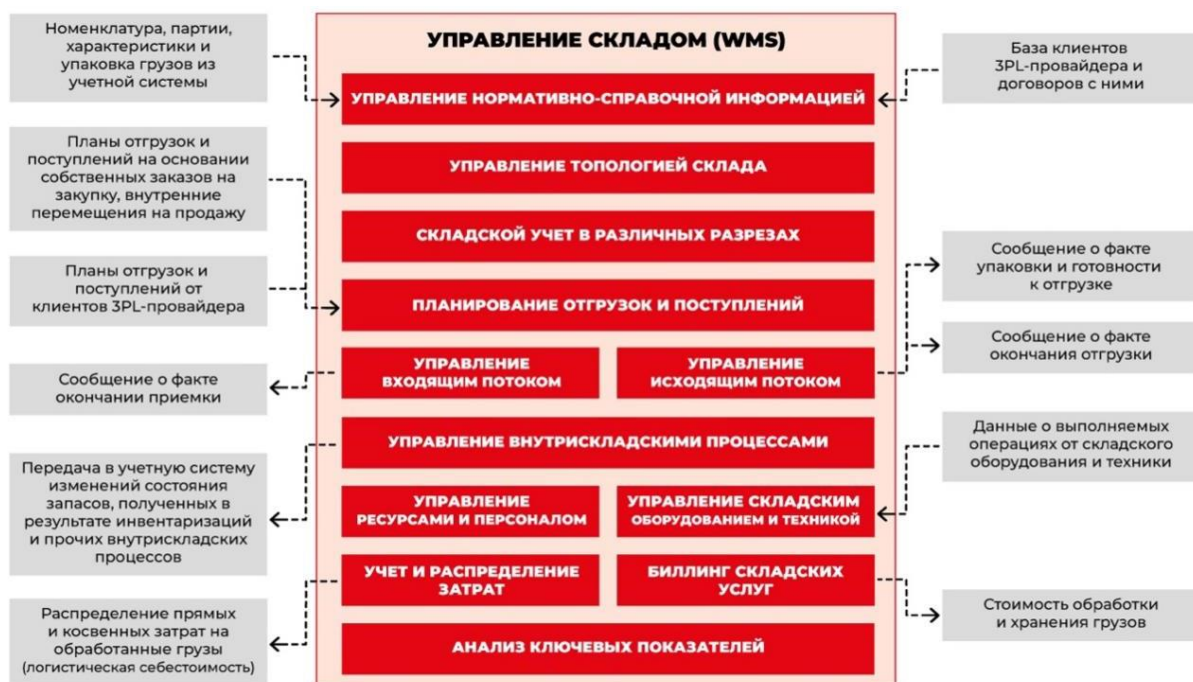 Номенклатура, партии,
характеристики и
упаковка грузов из
учетной системы
Планы отгрузок и
поступлений на основании
собственных заказов на
закупку, внутренние
перемещения на продажу
Планы отгрузок и
поступлений от
клиентов 3PL-провайдера
Сообщение о факте
окончании приемки
Передача в учетную систему
изменений состояния
запасов, полученных в
результате инвентаризаций
и прочих внутрискладских
процессов
Распределение прямых
и косвенных затрат на
обработанные грузы
(логистическая себестоимость)
УПРАВЛЕНИЕ СКЛАДОМ (WMS)
УПРАВЛЕНИЕ НОРМАТИВНО-СПРАВОЧНОЙ ИНФОРМАЦИЕЙ
УПРАВЛЕНИЕ ТОПОЛОГИЕЙ СКЛАДА
СКЛАДСКОЙ УЧЕТ В РАЗЛИЧНЫХ РАЗРЕЗАХ
ПЛАНИРОВАНИЕ ОТГРУЗОК И ПОСТУПЛЕНИЙ
УПРАВЛЕНИЕ
ВХОДЯЩИМ ПОТОКОМ
УПРАВЛЕНИЕ
ИСХОДЯЩИМ ПОТОКОМ
УПРАВЛЕНИЕ ВНУТРИСКЛАДСКИМИ ПРОЦЕССАМИ
УПРАВЛЕНИЕ
РЕСУРСАМИ И ПЕРСОНАЛОМ
УПРАВЛЕНИЕ СКЛАДСКИМ
ОБОРУДОВАНИЕМ И ТЕХНИКОЙ
УЧЕТ И РАСПРЕДЕЛЕНИЕ
ЗАТРАТ
БИЛЛИНГ СКЛАДСКИХ
УСЛУГ
АНАЛИЗ КЛЮЧЕВЫХ ПОКАЗАТЕЛЕЙ
База клиентов
3PL-провайдера и
договоров с ними
Сообщение о факте
упаковки и готовности
к отгрузке
Сообщение о факте
окончания отгрузки
Данные о выполняемых
операциях от складского
оборудования и техники
Стоимость обработки
и хранения грузов